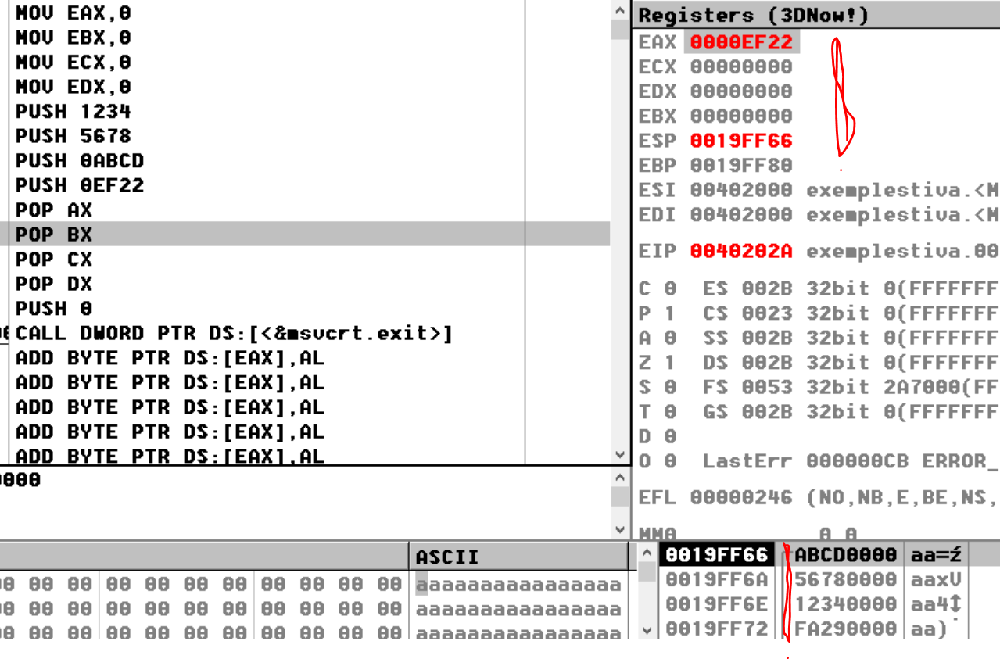 MOV EAX,0
MOV EBX,0
MOV ECX,0
MOV EDX,0
PUSH 1234
PUSH 5678
PUSH 0ABCD
PUSH 0EF22
POP AX
POP BX
POP CX
POP DX
PUSH 0
CALL DWORD PTR DS:[<&msvcrt.exit>]
ADD BYTE PTR DS:[EAX],AL
ADD BYTE PTR DS:[EAX],AL
ADD BYTE PTR DS:[EAX],AL
ADD BYTE PTR DS:[EAX],AL
ADD BYTE PTR DS:[EAX],AL
0000
Registers (3DNow!)
EAX 0000EF22
ECX 00000000
EDX 00000000
EBX 00000000
ESP 0019FF66
EBP 0019FF80
ESI 00402000 exemplestiva.<M
EDI 00402000 exemplestiva.<M
EIP 0040202A exemplestiva.00
C 0 ES 002B 32bit 0(FFFFFFF
P 1 CS 0023 32bit 0(FFFFFFF
A 0 SS 002B 32bit 0(FFFFFFF
Z 1 DS 002B 32bit 0(FFFFFFF
S 0 FS 0053 32bit 2A7000(FF
T 0 GS 002B 32bit 0(FFFFFFF
D 0
O 0 LastErr 000000CB ERROR_
EFL 00000246 (NO,NB,E,BE,NS,
MM0 0 0
ASCII
00 00 00 00 00 00 00 00 00 00 aaaaaaaaaaaaaaaa
00 00 00 00 00 00 00 00 00 00 aaaaaaaaaaaaaaaa
00 00 00 00 00 00 00 00 00 00 aaaaaaaaaaaaaaaa
0019FF66 ABCD0000 aa=ź
0019FF6A 56780000 aaxV
0019FF6E 12340000 aa4↕
0019FF72 FA290000 aa)˙